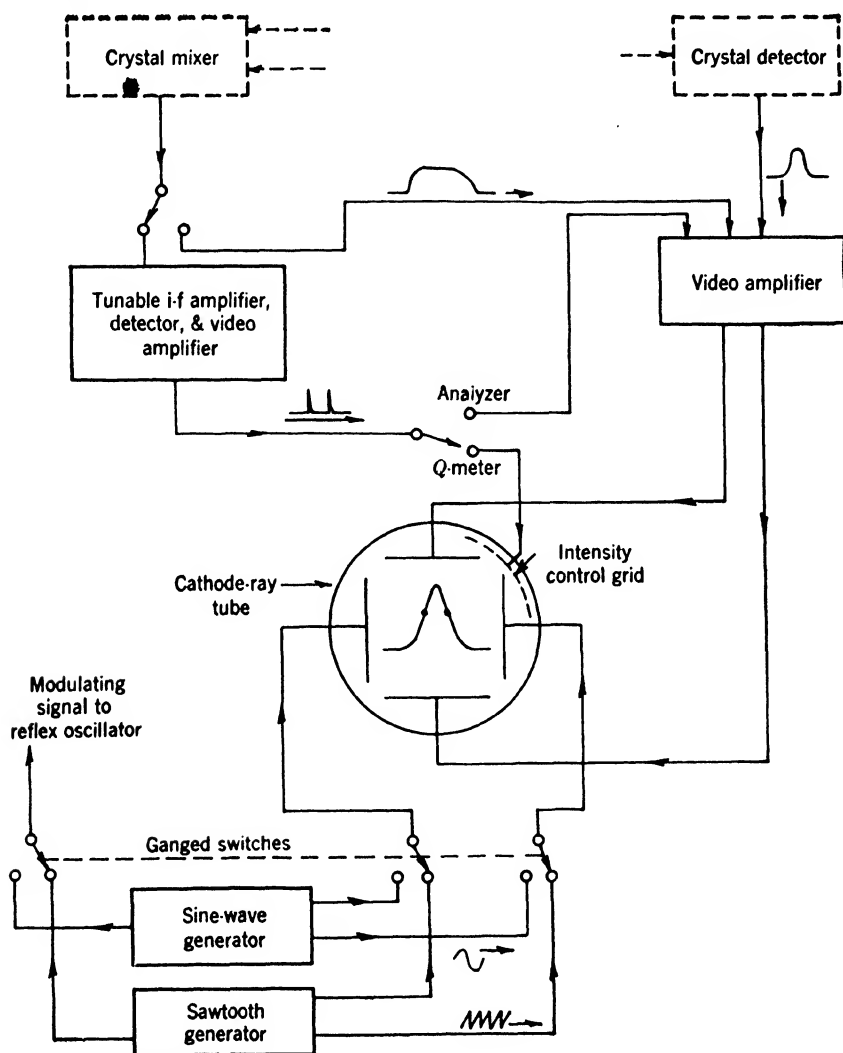 Crystal mixer
Crystal detector
Tunable i-f amplifier,
detector, & video
amplifier
Video amplifier
Analyzer
Q-meter
Intensity
control grid
Cathode-ray
tube
Modulating
signal to
reflex oscillator
Ganged switches
Sine-wave
generator
Sawtooth
generator